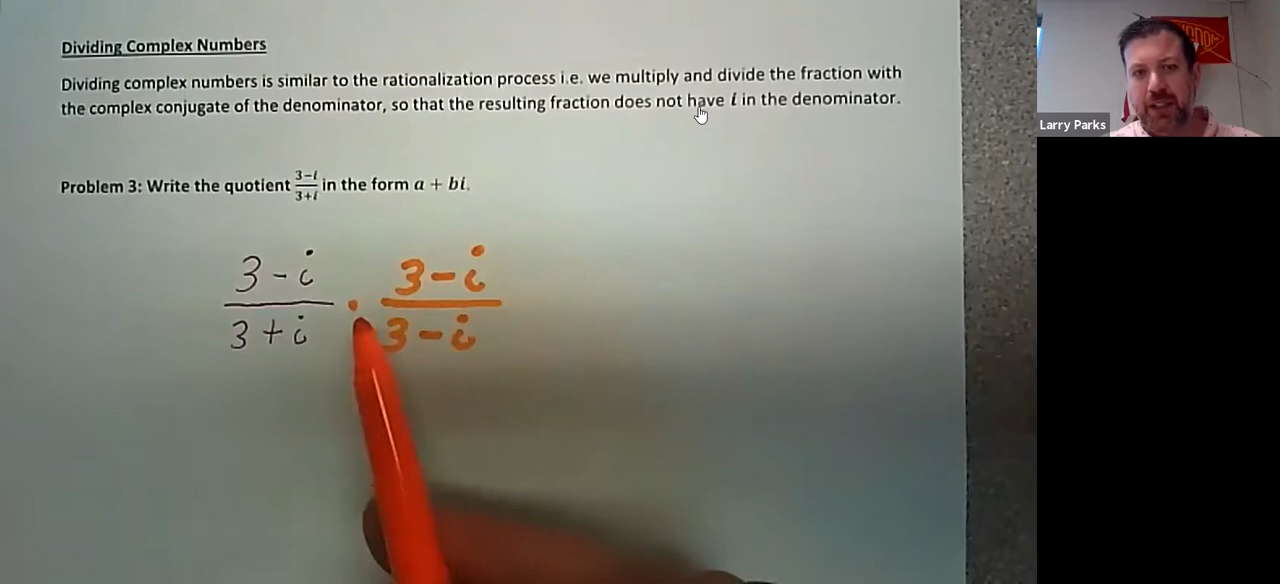 Dividing Complex Numbers
Dividing complex numbers is similar to the rationalization process i.e. we multiply and divide the fraction with
the complex conjugate of the denominator, so that the resulting fraction does not have i in the denominator.
Problem 3: Write the quotient 3−i/3+i in the form a + bi.
3 - i / 3 + i · 3 - i / 3 - i
Larry Parks